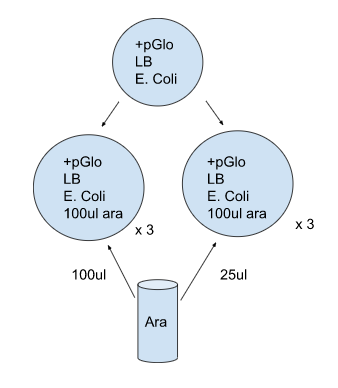 +pGlo
LB
E. Coli
+pGlo
LB
E. Coli
100ul ara
x 3
+pGlo
LB
E. Coli
100ul ara
x 3
100ul
25ul
Ara